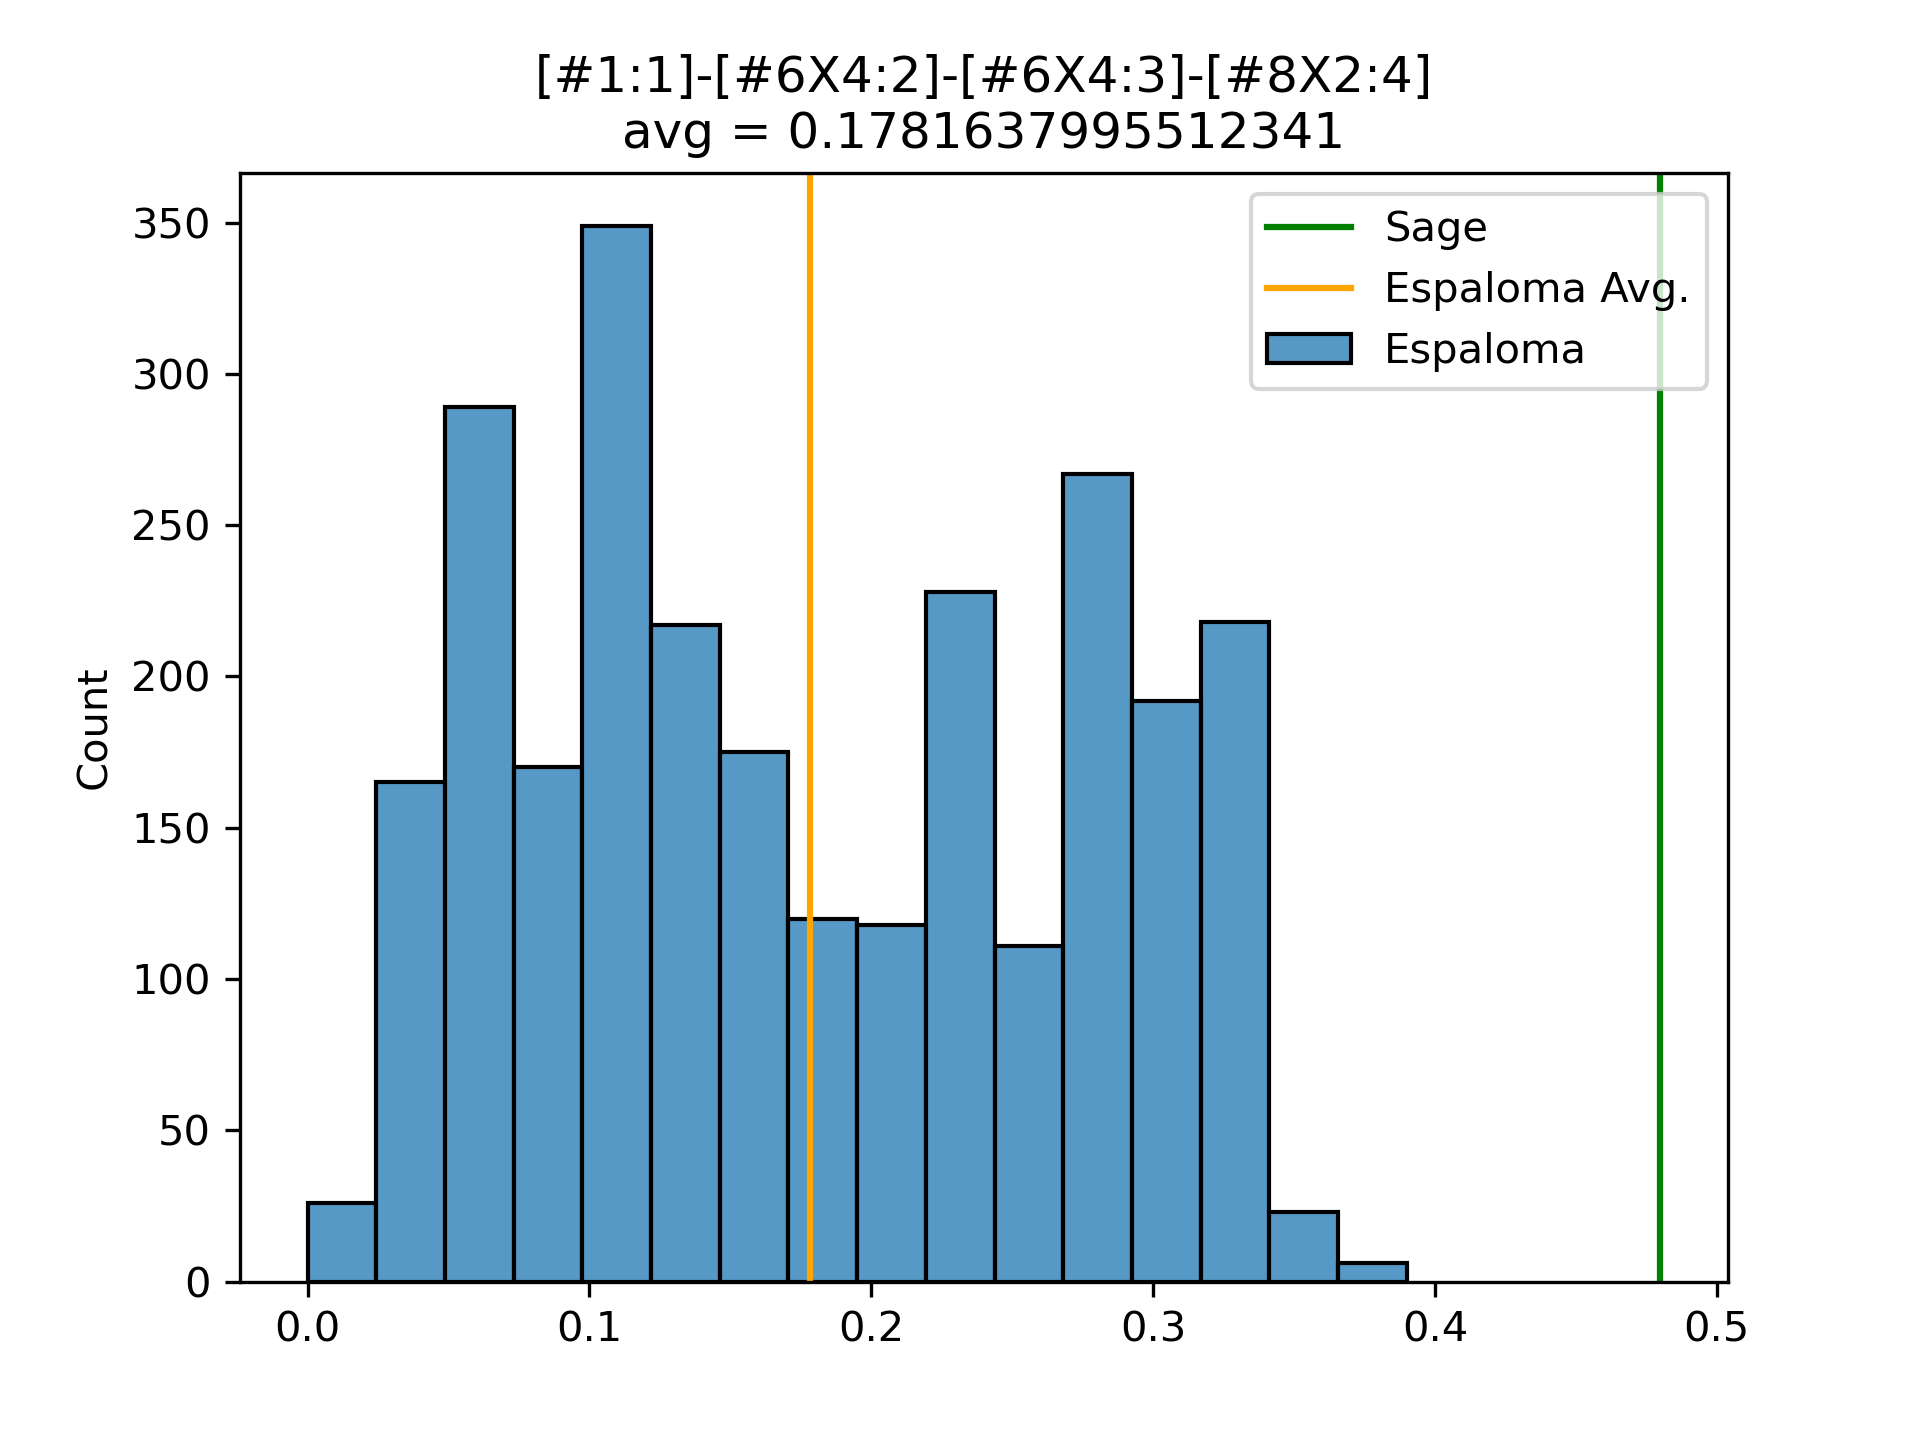 [#1:1]-[#6X4:2]-[#6X4:3]-[#8X2:4]
avg = 0.1781637995512341
Sage
Espaloma Avg.
Espaloma
Count
350
300
250
200
150
100
50
0
0.0 0.1 0.2 0.3 0.4 0.5